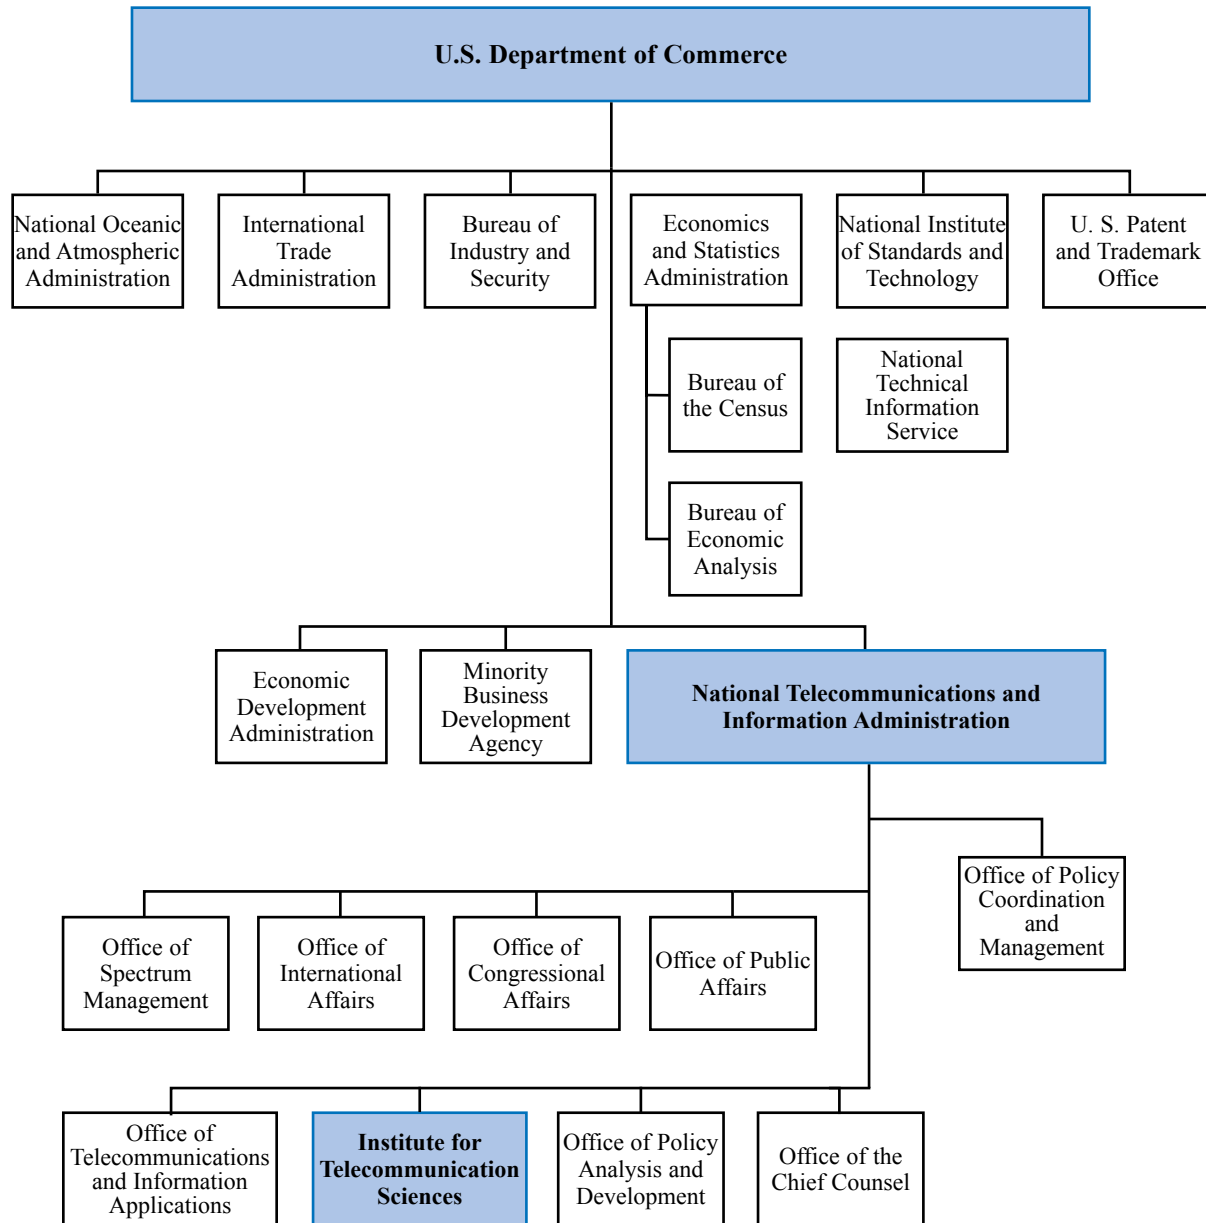 U.S. Department of Commerce
National Oceanic
and Atmospheric
Administration
International
Trade
Administration
Bureau of
Industry and
Security
Economics
and Statistics
Administration
National Institute
of Standards and
Technology
U. S. Patent
and Trademark
Office
Bureau of
the Census
National
Technical
Information
Service
Bureau of
Economic
Analysis
Economic
Development
Administration
Minority
Business
Development
Agency
National Telecommunications and
Information Administration
Office of Policy
Coordination
and
Management
Office of
Spectrum
Management
Office of
International
Affairs
Office of
Congressional
Affairs
Office of Public
Affairs
Office of
Telecommunications
and Information
Applications
Institute for
Telecommunication
Sciences
Office of Policy
Analysis and
Development
Office of the
Chief Counsel